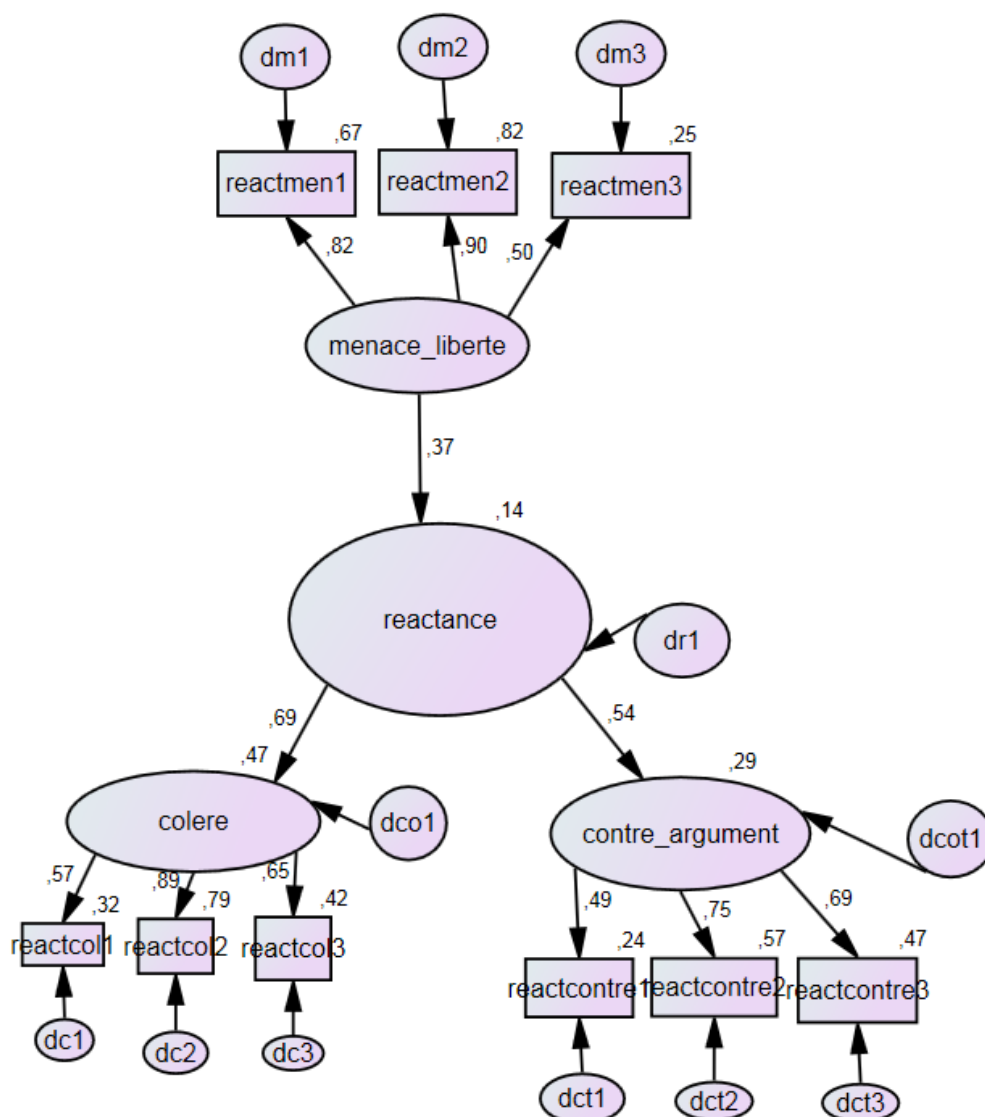 dm1
dm2
dm3
,67
,82
,25
reactmen1
reactmen2
reactmen3
,82
,90
,50
menace_liberte
,37
,14
reactance
dr1
,69
,54
,47
,29
colere
dco1
contre_argument
dcot1
,57
,89
,65
,49
,75
,69
,32
,79
,42
,24
,57
,47
reactcol1
reactcol2
reactcol3
reactcontre1
reactcontre2
reactcontre3
dc1
dc2
dc3
dct1
dct2
dct3